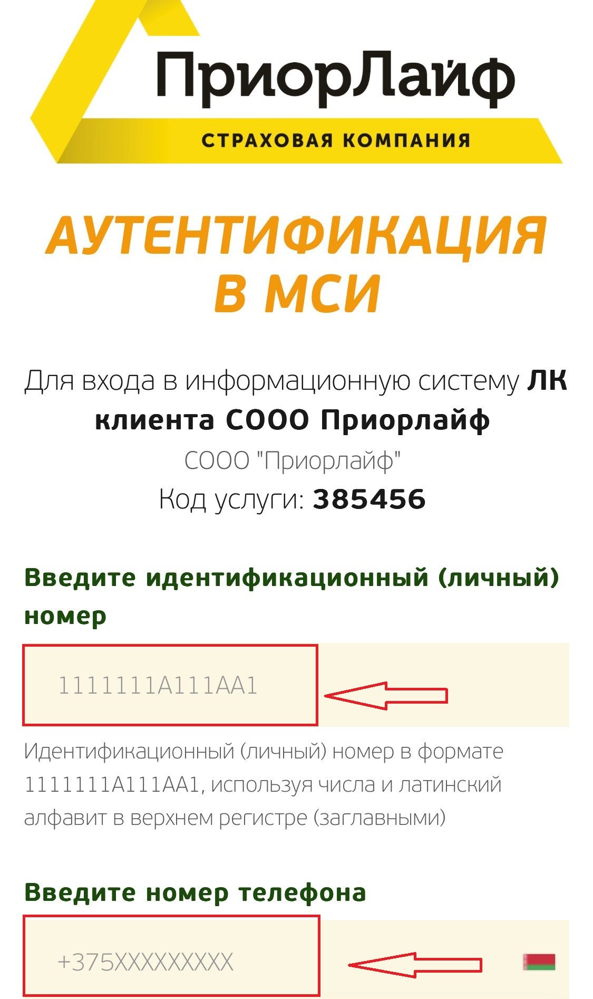 ПриорЛайф
СТРАХОВАЯ КОМПАНИЯ
АУТЕНТИФИКАЦИЯ
В МСИ
Для входа в информационную систему ЛК
клиента СООО Приорлайф
СООО "Приорлайф"
Код услуги: 385456
Введите идентификационный (личный)
номер
1111111A111AA1
Идентификационный (личный) номер в формате
1111111A111AA1, используя числа и латинский
алфавит в верхнем регистре (заглавными)
Введите номер телефона
+375XXXXXXXXX